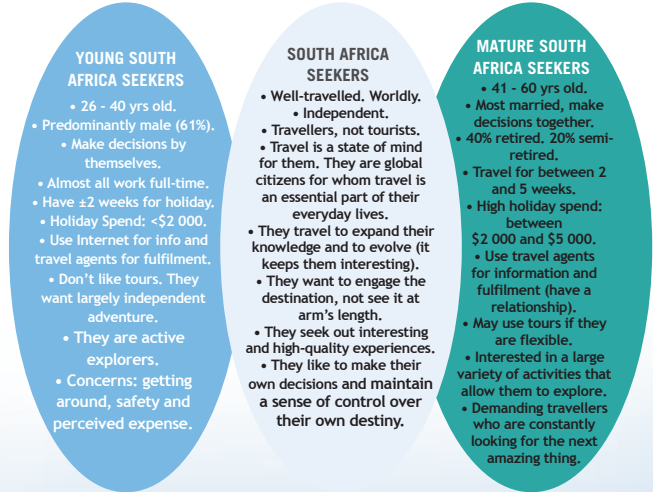 YOUNG SOUTH
AFRICA SEEKERS
• 26 - 40 yrs old.
• Predominantly male (61%).
• Make decisions by
themselves.
• Almost all work full-time.
• Have ±2 weeks for holiday.
• Holiday Spend: <$2 000.
• Use Internet for info and
travel agents for fulfilment.
• Don't like tours. They
want largely independent
adventure.
• They are active
explorers.
• Concerns: getting
around, safety and
perceived expense.
SOUTH AFRICA
SEEKERS
• Well-travelled. Worldly.
• Independent.
• Travellers, not tourists.
• Travel is a state of mind
for them. They are global
citizens for whom travel is
an essential part of their
everyday lives.
• They travel to expand their
knowledge and to evolve (it
keeps them interesting).
• They want to engage the
destination, not see it at
arm's length.
• They seek out interesting
and high-quality experiences.
• They like to make their
own decisions and maintain
a sense of control over
their own destiny.
MATURE SOUTH
AFRICA SEEKERS
• 41 - 60 yrs old.
• Most married, make
decisions together.
• 40% retired. 20% semi-
retired.
• Travel for between 2
and 5 weeks.
• High holiday spend:
between
$2 000 and $5 000.
• Use travel agents
for information and
fulfilment (have a
relationship).
• May use tours if they
are flexible.
• Interested in a large
variety of activities that
allow them to explore.
• Demanding travellers
who are constantly
looking for the next
amazing thing.